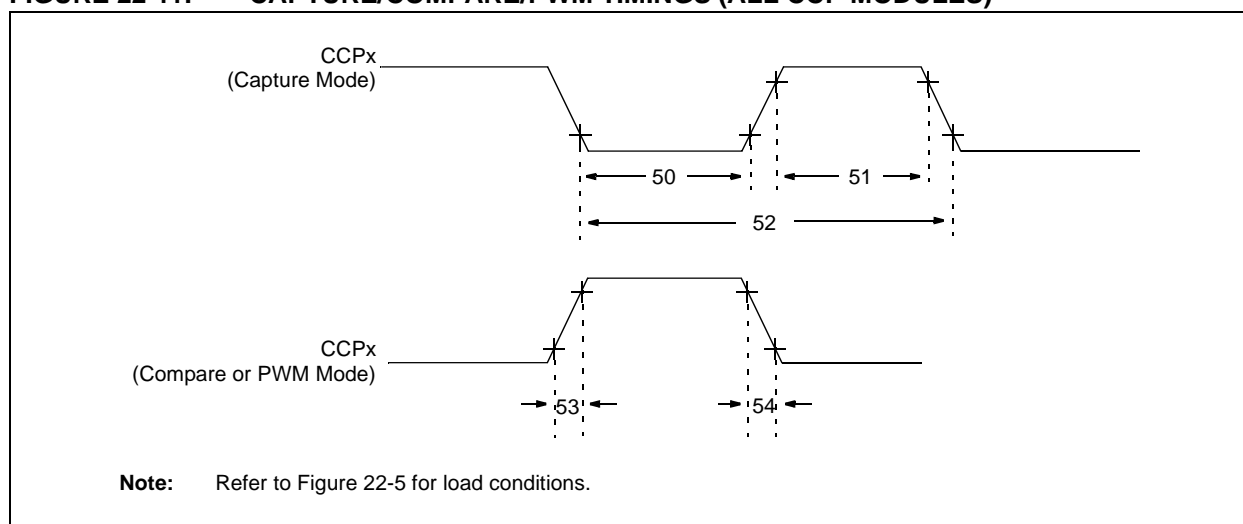 FIGURE CAPTURE/COMPARE/PWM TIMINGS (ALL CCP MODULES)
CCPx
(Capture Mode)
50
51
52
CCPx
(Compare or PWM Mode)
53
54
Note: Refer to Figure 22-5 for load conditions.